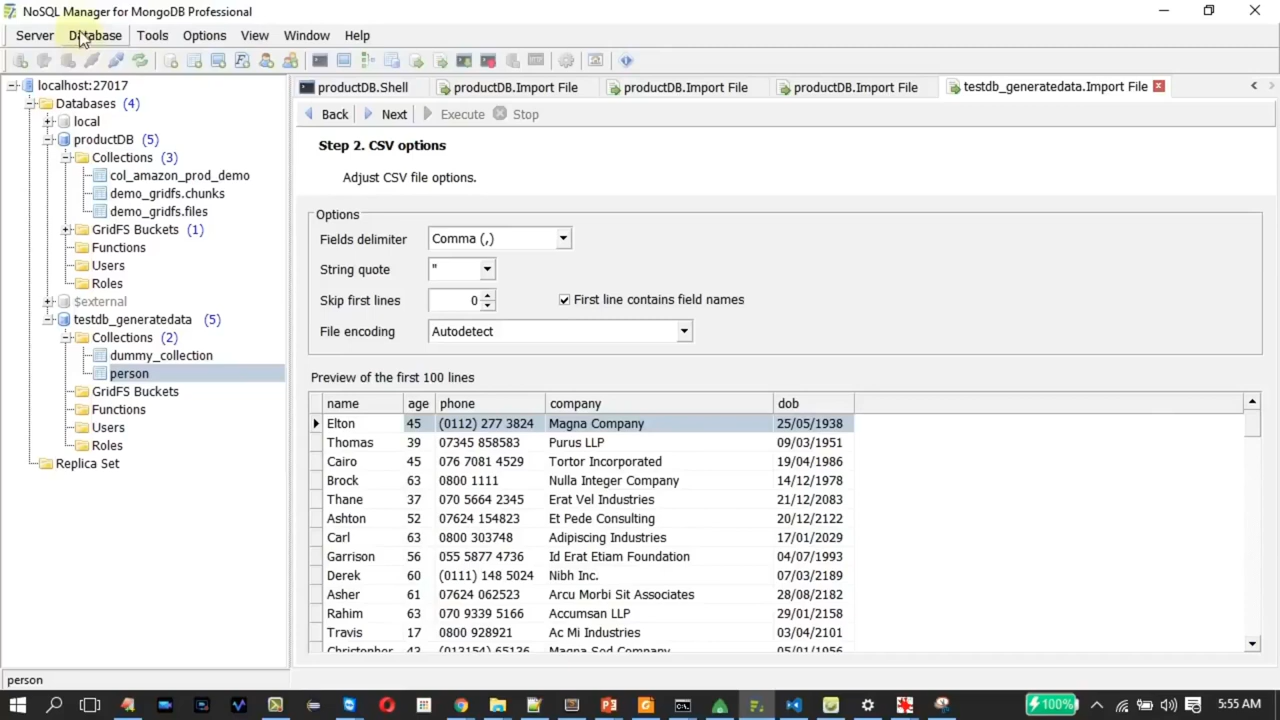 NoSQL Manager for MongoDB Professional
Server Database Tools Options View Window Help
localhost:27017
Databases (4)
local
productDB (5)
Collections (3)
col_amazon_prod_demo
demo_gridfs.chunks
demo_gridfs.files
GridFS Buckets (1)
Functions
Users
Roles
$external
testdb_generatedata (5)
Collections (2)
dummy_collection
person
GridFS Buckets
Functions
Users
Roles
Replica Set
productDB.Shell productDB.Import File productDB.Import File productDB.Import File testdb_generatedata.Import File
Back Next Execute Stop
Step 2. CSV options
Adjust CSV file options.
Options
Fields delimiter Comma (,)
String quote "
Skip first lines 0 First line contains field names
File encoding Autodetect
Preview of the first 100 lines
name age phone company dob
Elton 45 (0112) 277 3824 Magna Company 25/05/1938
Thomas 39 07345 858583 Purus LLP 09/03/1951
Cairo 45 076 7081 4529 Tortor Incorporated 19/04/1986
Brock 63 0800 1111 Nulla Integer Company 14/12/1978
Thane 37 070 5664 2345 Erat Vel Industries 21/12/2083
Ashton 52 07624 154823 Et Pede Consulting 20/12/2122
Carl 63 0800 303748 Adipiscing Industries 17/01/2029
Garrison 56 055 5877 4736 Id Erat Etiam Foundation 04/07/1993
Derek 60 (0111) 148 5024 Nibh Inc. 07/03/2189
Asher 61 07624 062523 Arcu Morbi Sit Associates 28/08/2182
Rahim 63 070 9339 5166 Accumsan LLP 29/01/2158
Travis 17 0800 928921 Ac Mi Industries 03/04/2101
Christopher 43 (013154) 65136 Magna Sed Company 05/01/1956
person
100% 5:55 AM